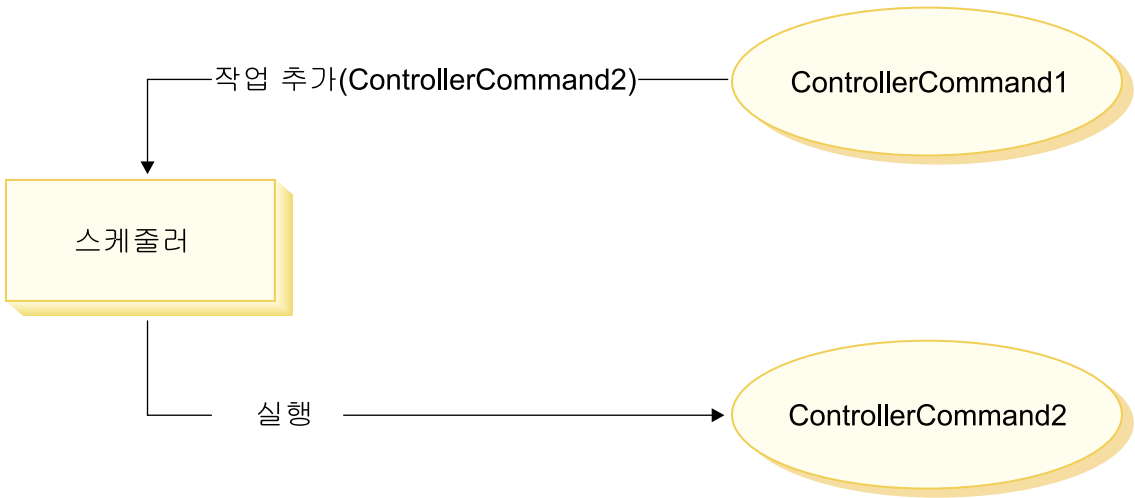 작업 추가(ControllerCommand2)
ControllerCommand1
스케줄러
실행
ControllerCommand2